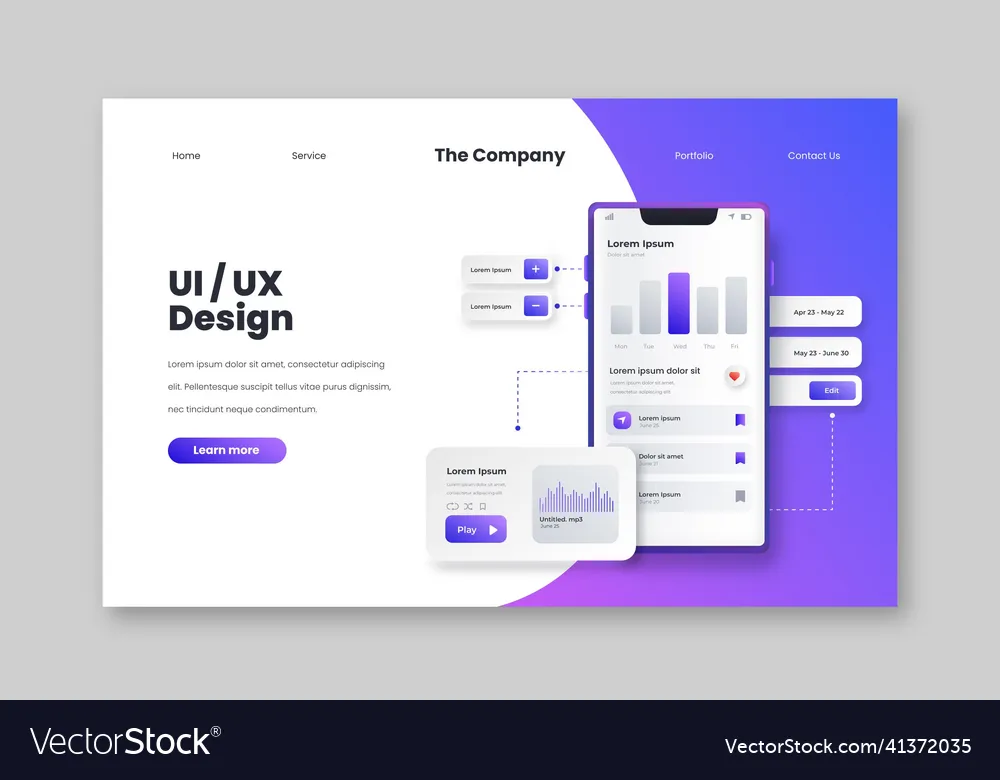 Home
Service
The Company
Portfolio
Contact Us
UI / UX
Design
Lorem ipsum dolor sit amet, consectetur adipiscing
elit. Pellentesque suscipit tellus vitae purus dignissim,
nec tincidunt neque condimentum.
Learn more
Lorem Ipsum
Lorem Ipsum
Lorem Ipsum
Dolor sit amet
Mun
Tue
Wed
Thu
Fri
Lorem ipsum dolor sit
Lorem ipsum dolor sit amet,
consectetur adipiscing elit
Lorem ipsum
June 25
Dolor sit amet
June 21
Lorem Ipsum
June 20
Apr 23 - May 22
May 23 - June 30
Edit
Lorem Ipsum
Lorem ipsum dolor sit amet,
consectetur adipiscing elit
Play
Untitled. mp3
June 25
VectorStock®
VectorStock.com/41372035